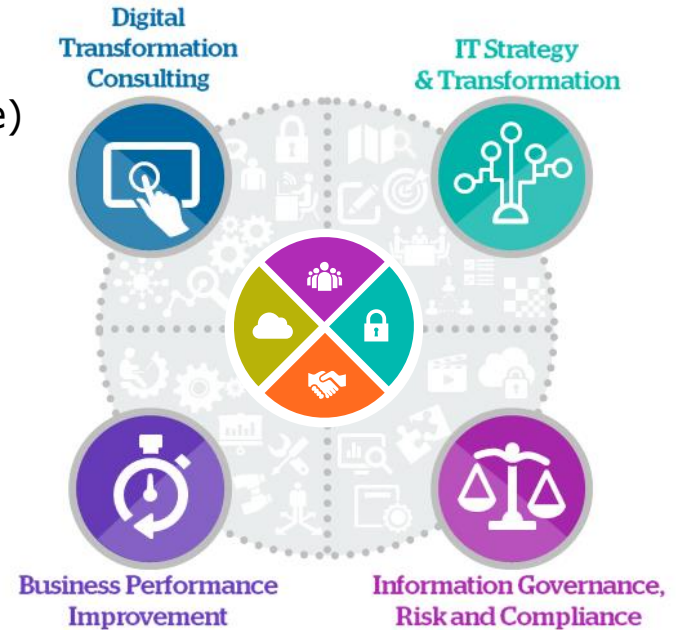 Digital
Transformation
Consulting
IT Strategy
& Transformation
e)
Business Performance
Improvement
Information Governance,
Risk and Compliance